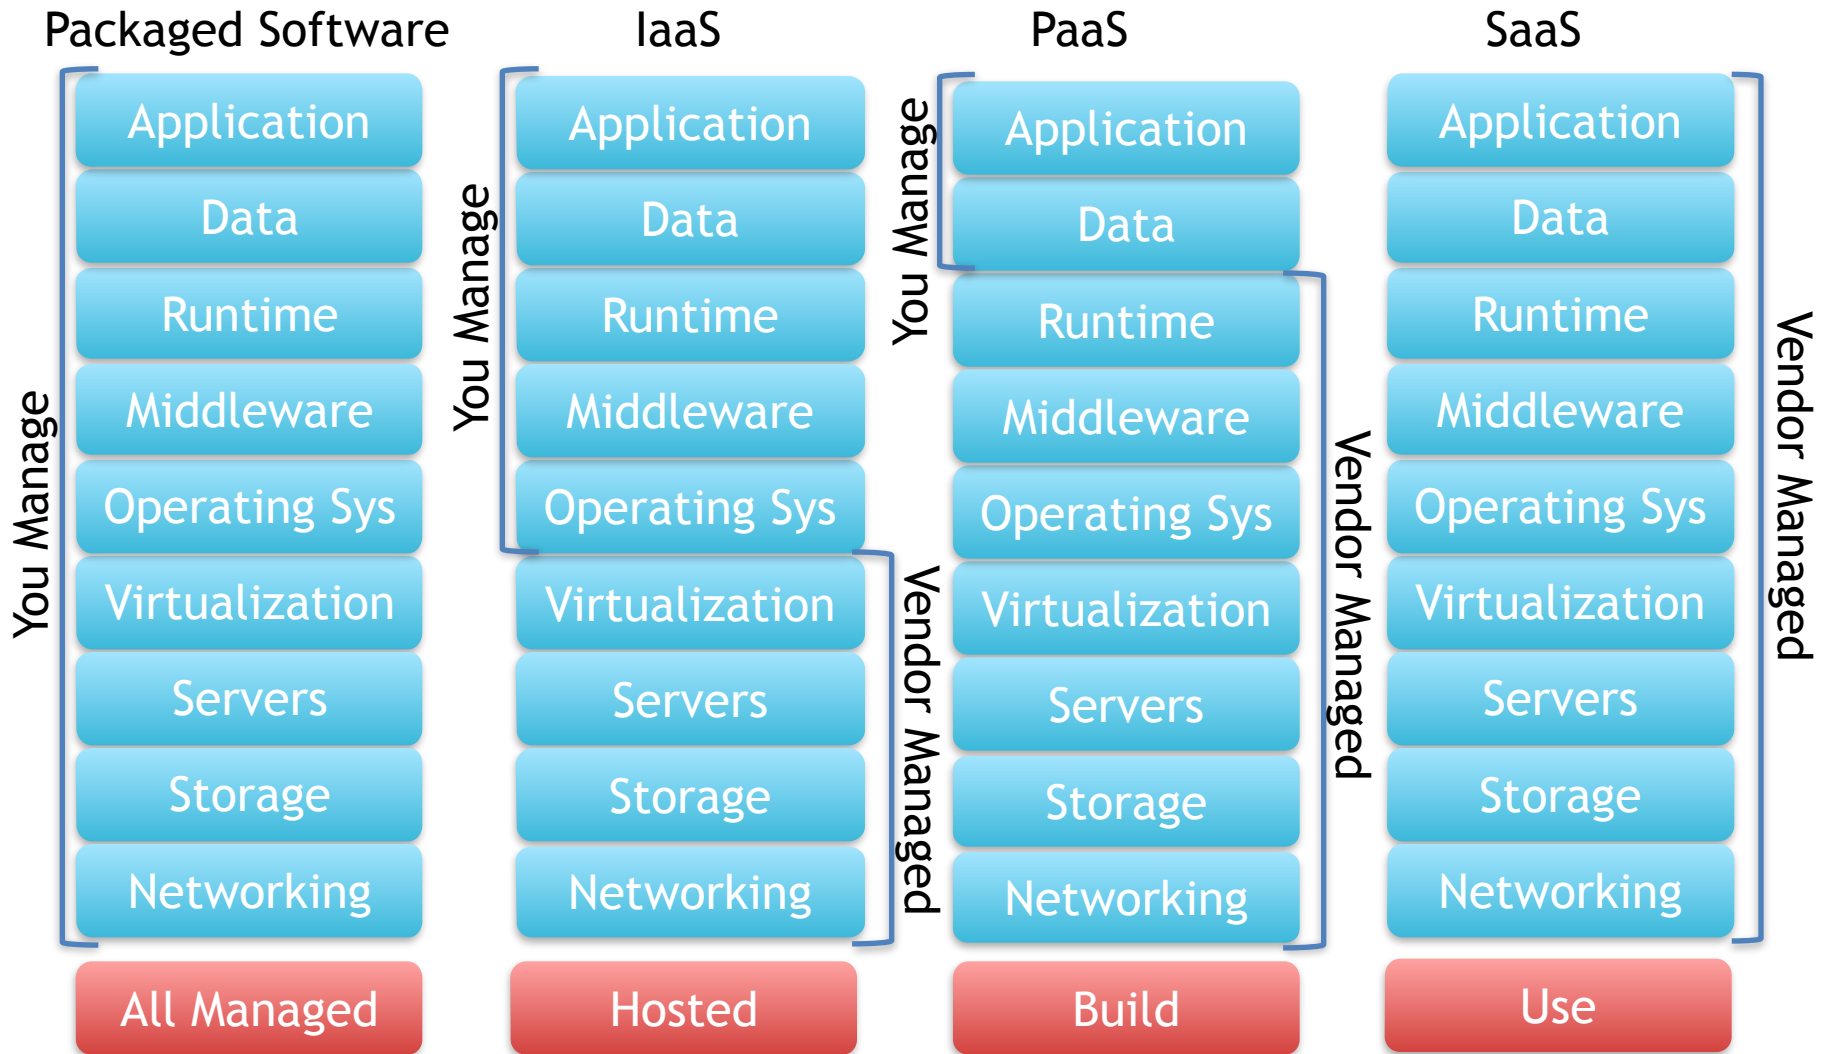 Packaged Software
You Manage
Application
Data
Runtime
Middleware
Operating Sys
Virtualization
Servers
Storage
Networking
All Managed
IaaS
You Manage
Application
Data
Runtime
Middleware
Operating Sys
Virtualization
Servers
Storage
Networking
Vendor Managed
Hosted
PaaS
You Manage
Application
Data
Runtime
Middleware
Operating Sys
Virtualization
Servers
Storage
Networking
Vendor Managed
Build
SaaS
Application
Data
Runtime
Middleware
Operating Sys
Virtualization
Servers
Storage
Networking
Vendor Managed
Use